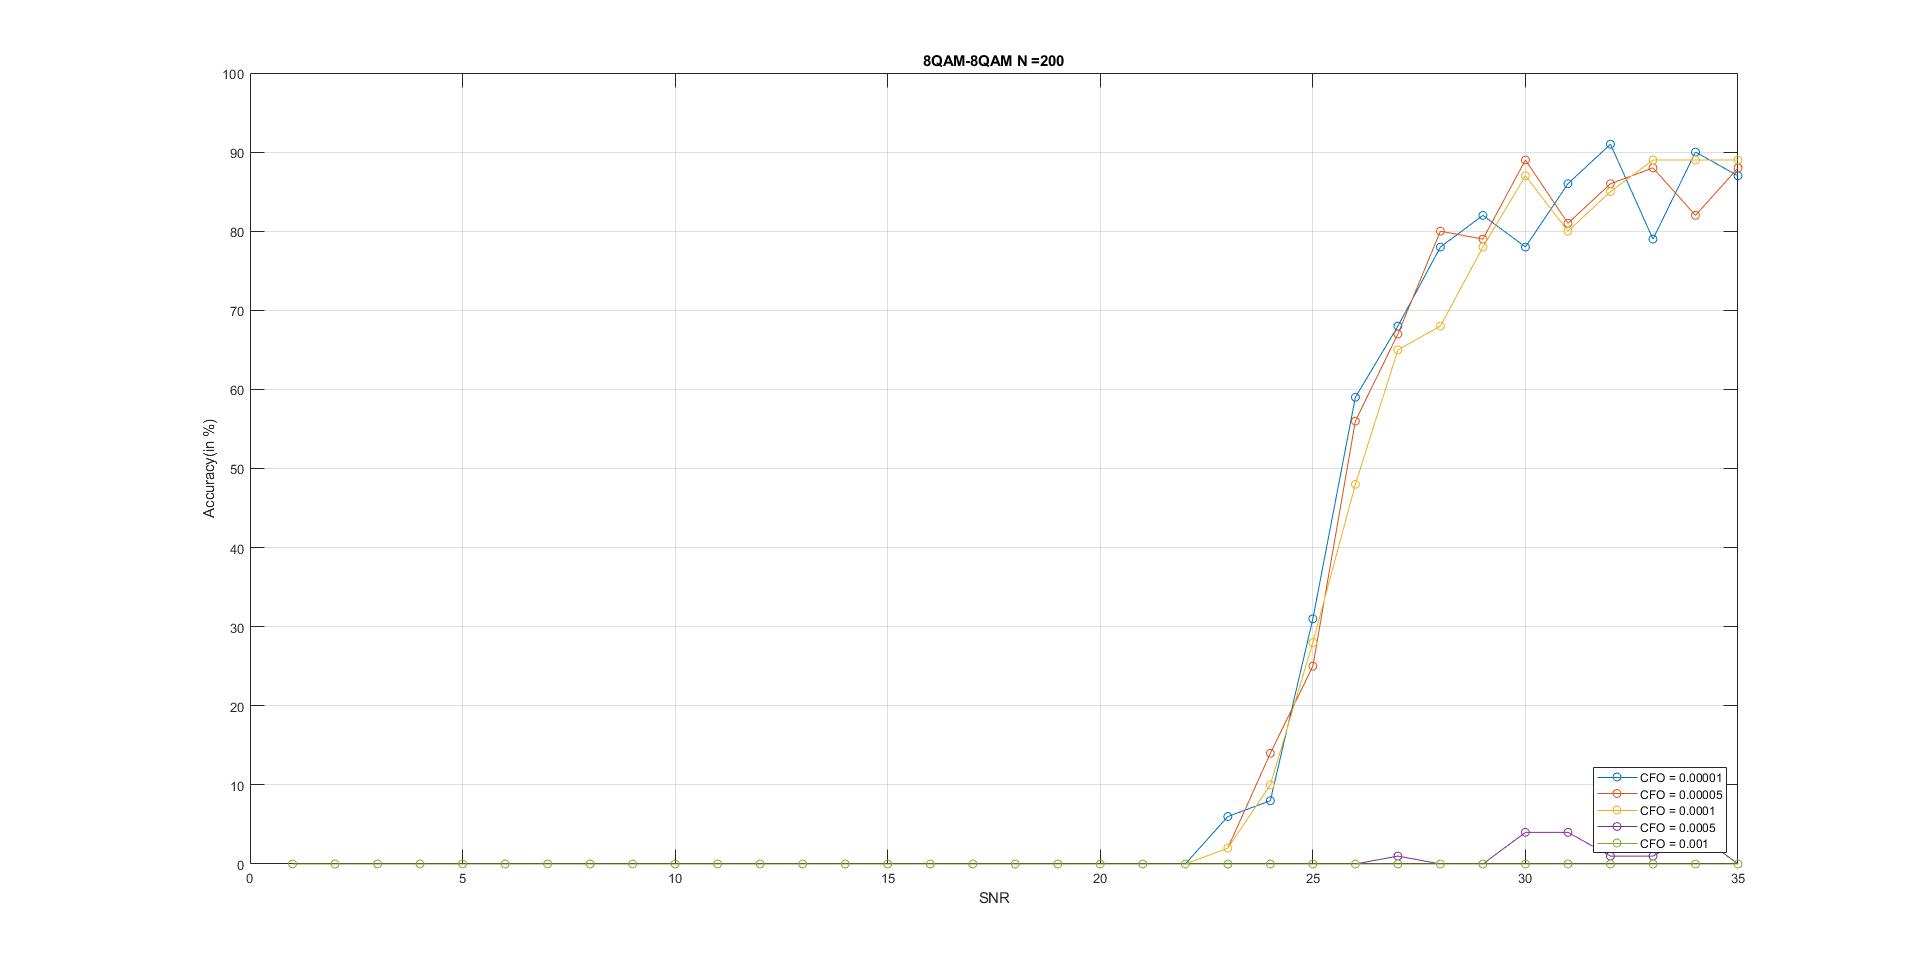 8QAM-8QAM N =200
100
90
80
70
60
50
40
30
20
10
0
Accuracy(in %)
0 5 10 15 20 25 30 35
SNR
CFO = 0.00001
CFO = 0.00005
CFO = 0.0001
CFO = 0.0005
CFO = 0.001